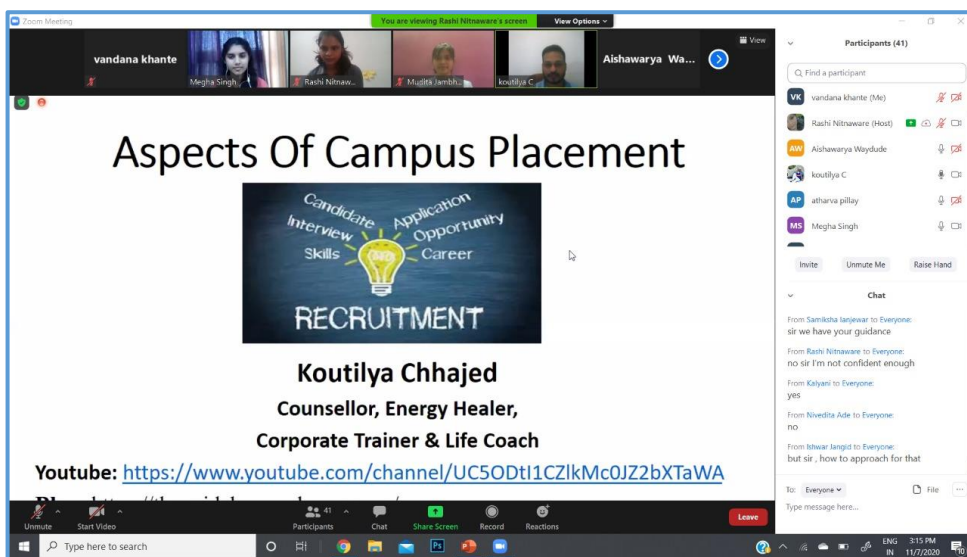 Zoom Meeting
You are viewing Rashi Nitnaware's screen
View Options
View
vandana khante
Megha Singh
Rashi Nitnaw...
Mudita Jambh...
koutilya C
Aishawarya Wa...
Aspects Of Campus Placement
Candidate
Application
Interview
Opportunity
Skills
Career
RECRUITMENT
Koutilya Chhajed
Counsellor, Energy Healer,
Corporate Trainer & Life Coach
Youtube: https://www.youtube.com/channel/UC5ODtI1CZlkMc0JZ2bXTaWA
Participants (41)
Find a participant
VK vandana khante (Me)
Rashi Nitnaware (Host)
AW Aishawarya Waydude
koutilya C
AP atharva pillay
MS Megha Singh
Invite
Unmute Me
Raise Hand
Chat
From Samiksha lanjewar to Everyone:
sir we have your guidance
From Rashi Nitnaware to Everyone:
no sir I'm not confident enough
From Kalyani to Everyone:
yes
From Nivedita Ade to Everyone:
no
From Ishwar Jangid to Everyone:
but sir , how to approach for that
To: Everyone
File
Type message here...
Unmute
Start Video
41
Participants
Chat
Share Screen
Record
Reactions
Leave
Type here to search
Ps
ENG
IN
3:15 PM
11/7/2020